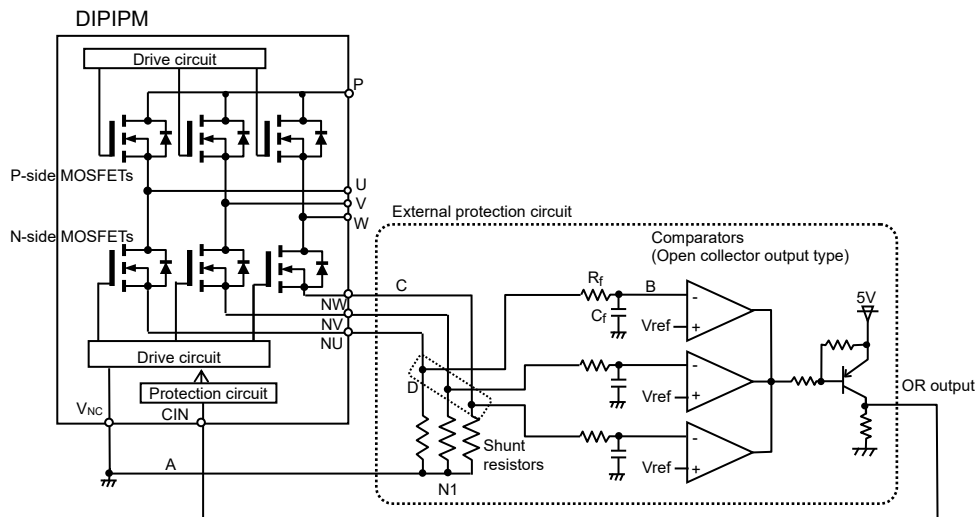 DIPIPM
Drive circuit
P
P-side MOSFETs
U
V
W
N-side MOSFETs
External protection circuit
Comparators
(Open collector output type)
C
Rf
B
Cf
Vref
-
+
5V
NW
NV
NU
Drive circuit
D
-
Vref
+
OR output
Protection circuit
VNC
CIN
Shunt
resistors
-
Vref
+
A
N1